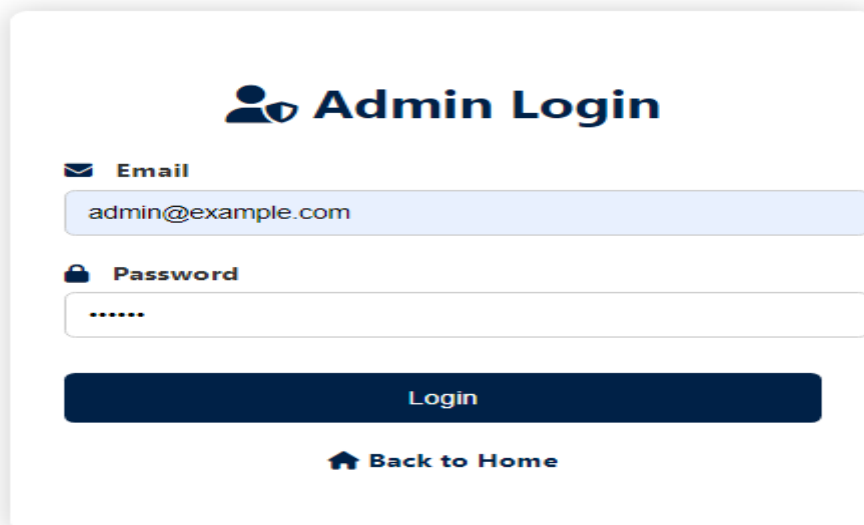 Admin Login
Email
admin@example.com
Password
••••••
Login
Back to Home